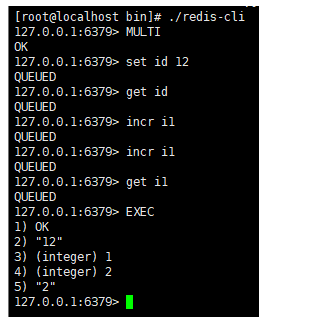 [root@localhost bin]# ./redis-cli
127.0.0.1:6379> MULTI
OK
127.0.0.1:6379> set id 12
QUEUED
127.0.0.1:6379> get id
QUEUED
127.0.0.1:6379> incr i1
QUEUED
127.0.0.1:6379> incr i1
QUEUED
127.0.0.1:6379> get i1
QUEUED
127.0.0.1:6379> EXEC
1) OK
2) "12"
3) (integer) 1
4) (integer) 2
5) "2"
127.0.0.1:6379>